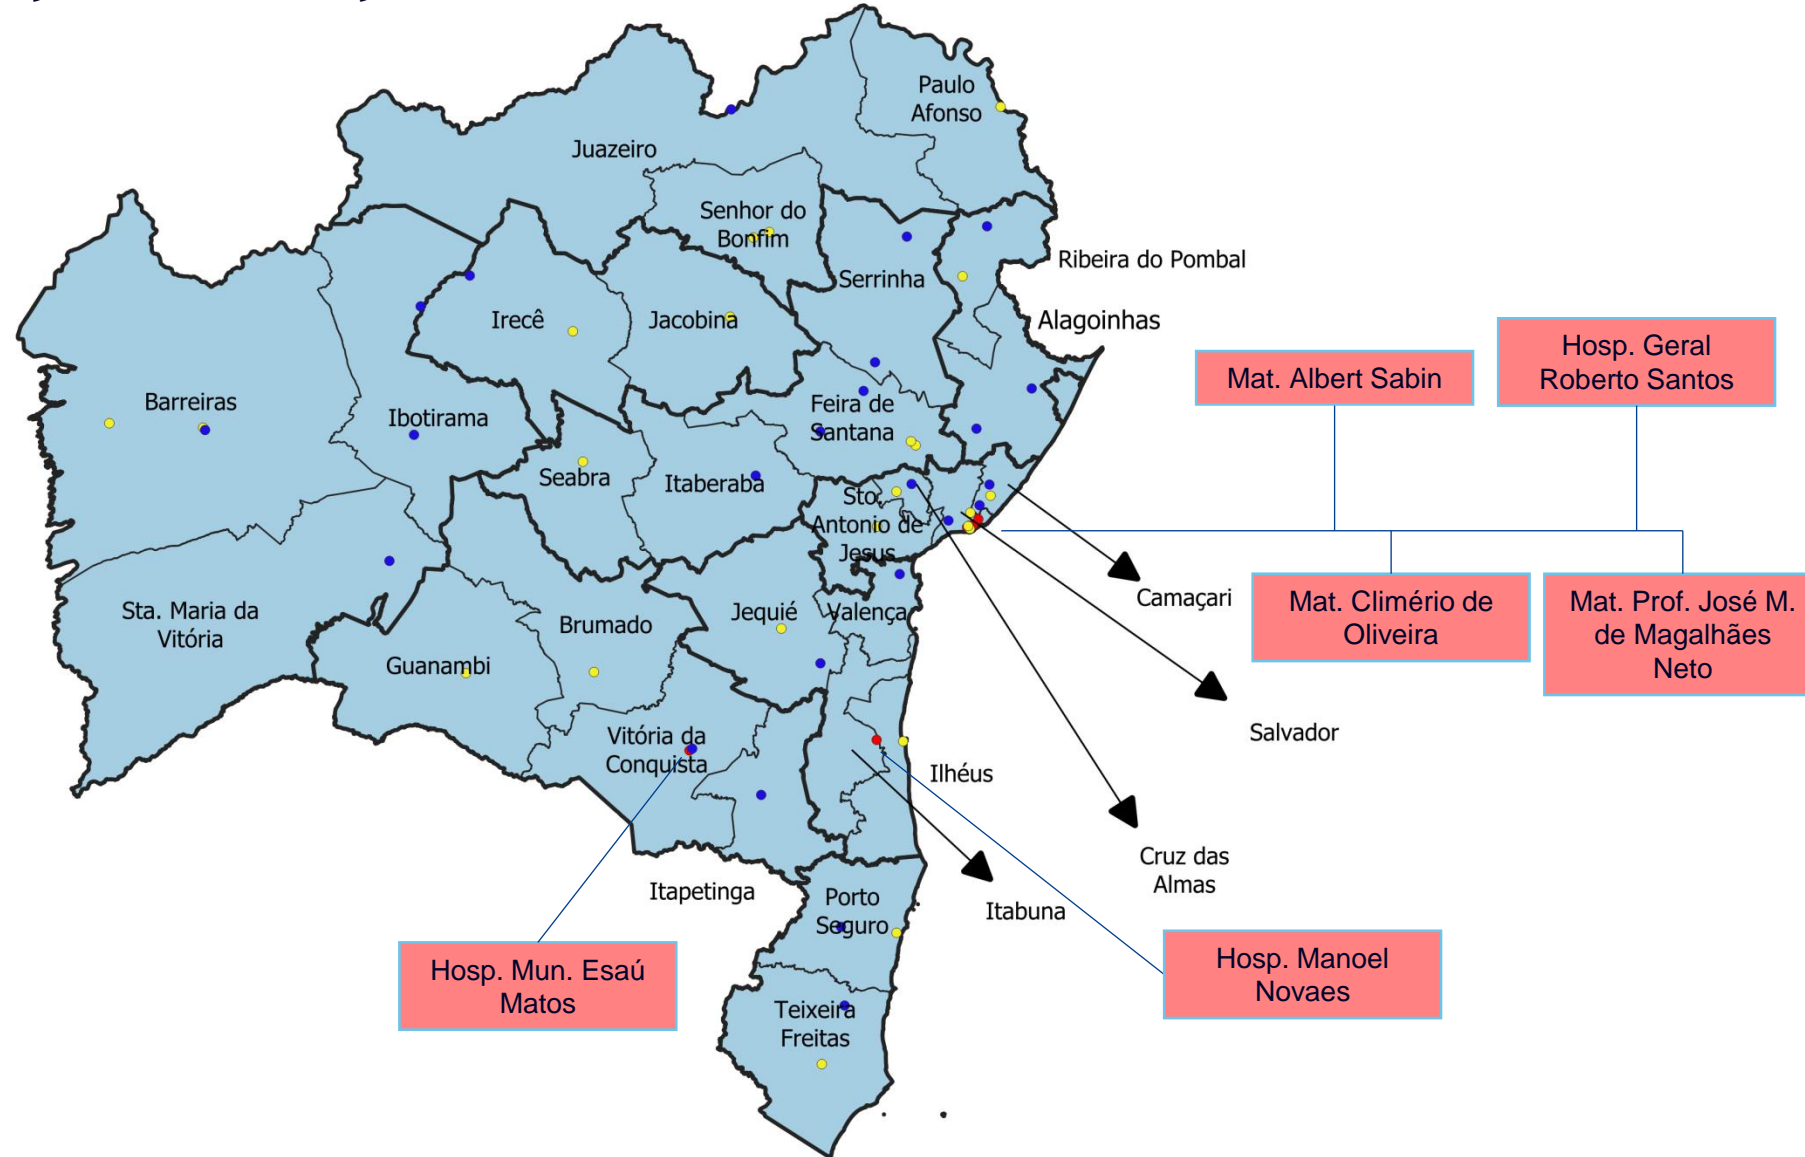 Paulo
Afonso
Juazeiro
Senhor do
Bonfim
Serrinha
Ribeira do Pombal
Irecê
Jacobina
Alagoinhas
Hosp. Geral
Roberto Santos
Mat. Albert Sabin
Barreiras
Ibotirama
Feira de
Santana
Seabra
Itaberaba
Sto.
Antonio de
Jesus
Camaçari
Mat. Climério de
Oliveira
Mat. Prof. José M.
de Magalhães
Neto
Sta. Maria da
Vitória
Brumado
Jequié
Valença
Guanambi
Salvador
Vitória da
Conquista
Ilhéus
Cruz das
Almas
Itapetinga
Itabuna
Porto
Seguro
Hosp. Mun. Esaú
Matos
Hosp. Manoel
Novaes
Teixeira
Freitas